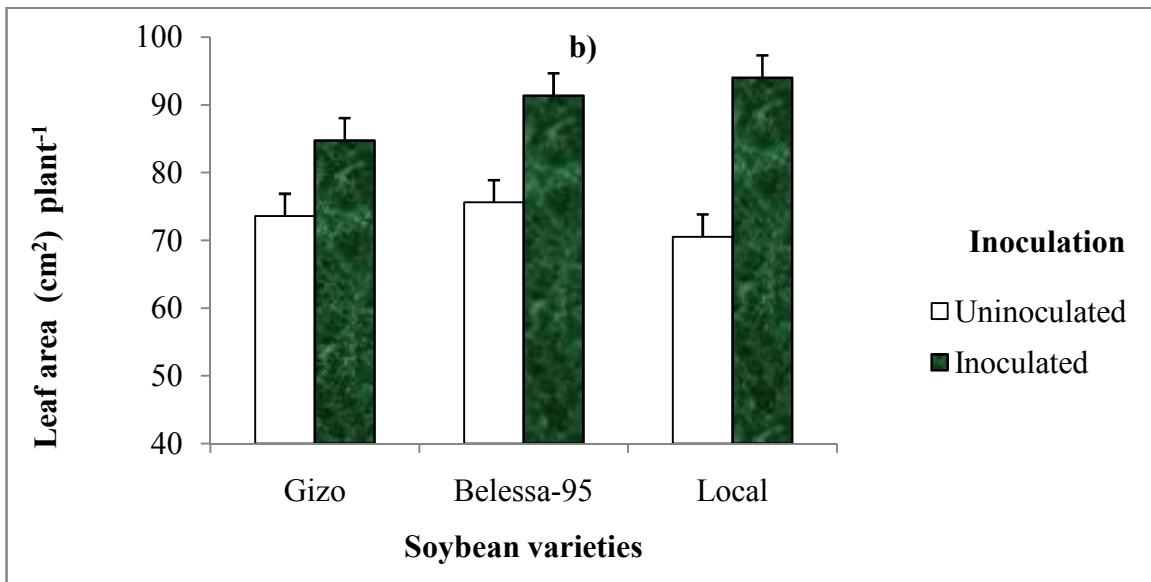 b)
Leaf area (cm²) plant⁻¹
100
90
80
70
60
50
40
Gizo Belessa-95 Local
Soybean varieties
Inoculation
Uninoculated
Inoculated